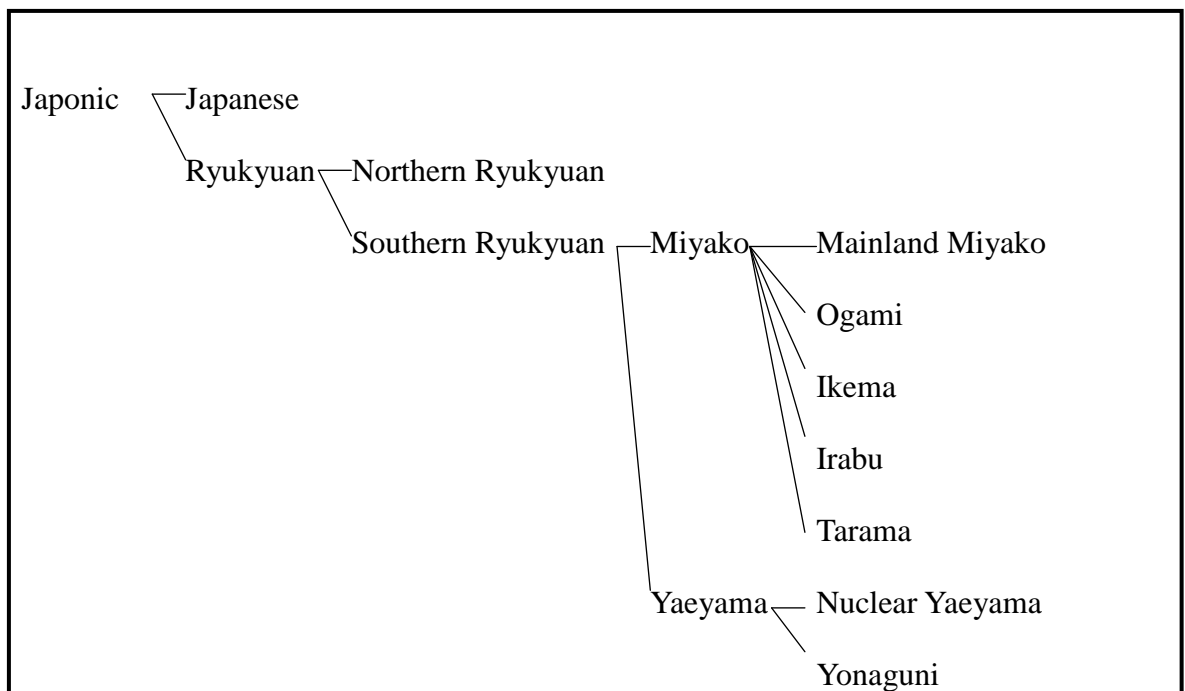 Japonic Japanese
Ryukyuan Northern Ryukyuan
Southern Ryukyuan Miyako Mainland Miyako
Ogami
Ikema
Irabu
Tarama
Yaeyama Nuclear Yaeyama
Yonaguni